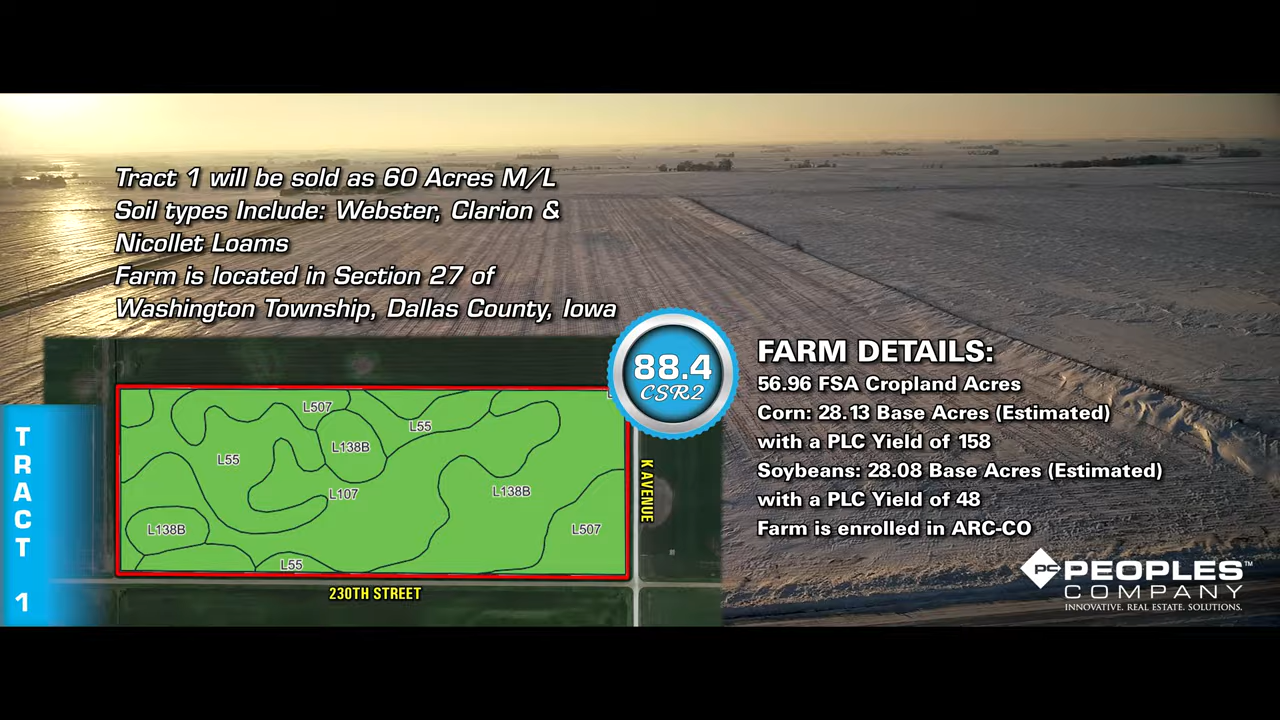 Tract 1 will be sold as 60 Acres M/L
Soil types Include: Webster, Clarion &
Nicollet Loams
Farm is located in Section 27 of
Washington Township, Dallas County, Iowa
88.4
CSR2
FARM DETAILS:
56.96 FSA Cropland Acres
Corn: 28.13 Base Acres (Estimated)
with a PLC Yield of 158
Soybeans: 28.08 Base Acres (Estimated)
with a PLC Yield of 48
Farm is enrolled in ARC-CO
TRACT 1
L507
L55
L138B
L55
L107
L138B
L138B
L507
L55
K AVENUE
230TH STREET
PC PEOPLES™
COMPANY
INNOVATIVE. REAL ESTATE. SOLUTIONS.